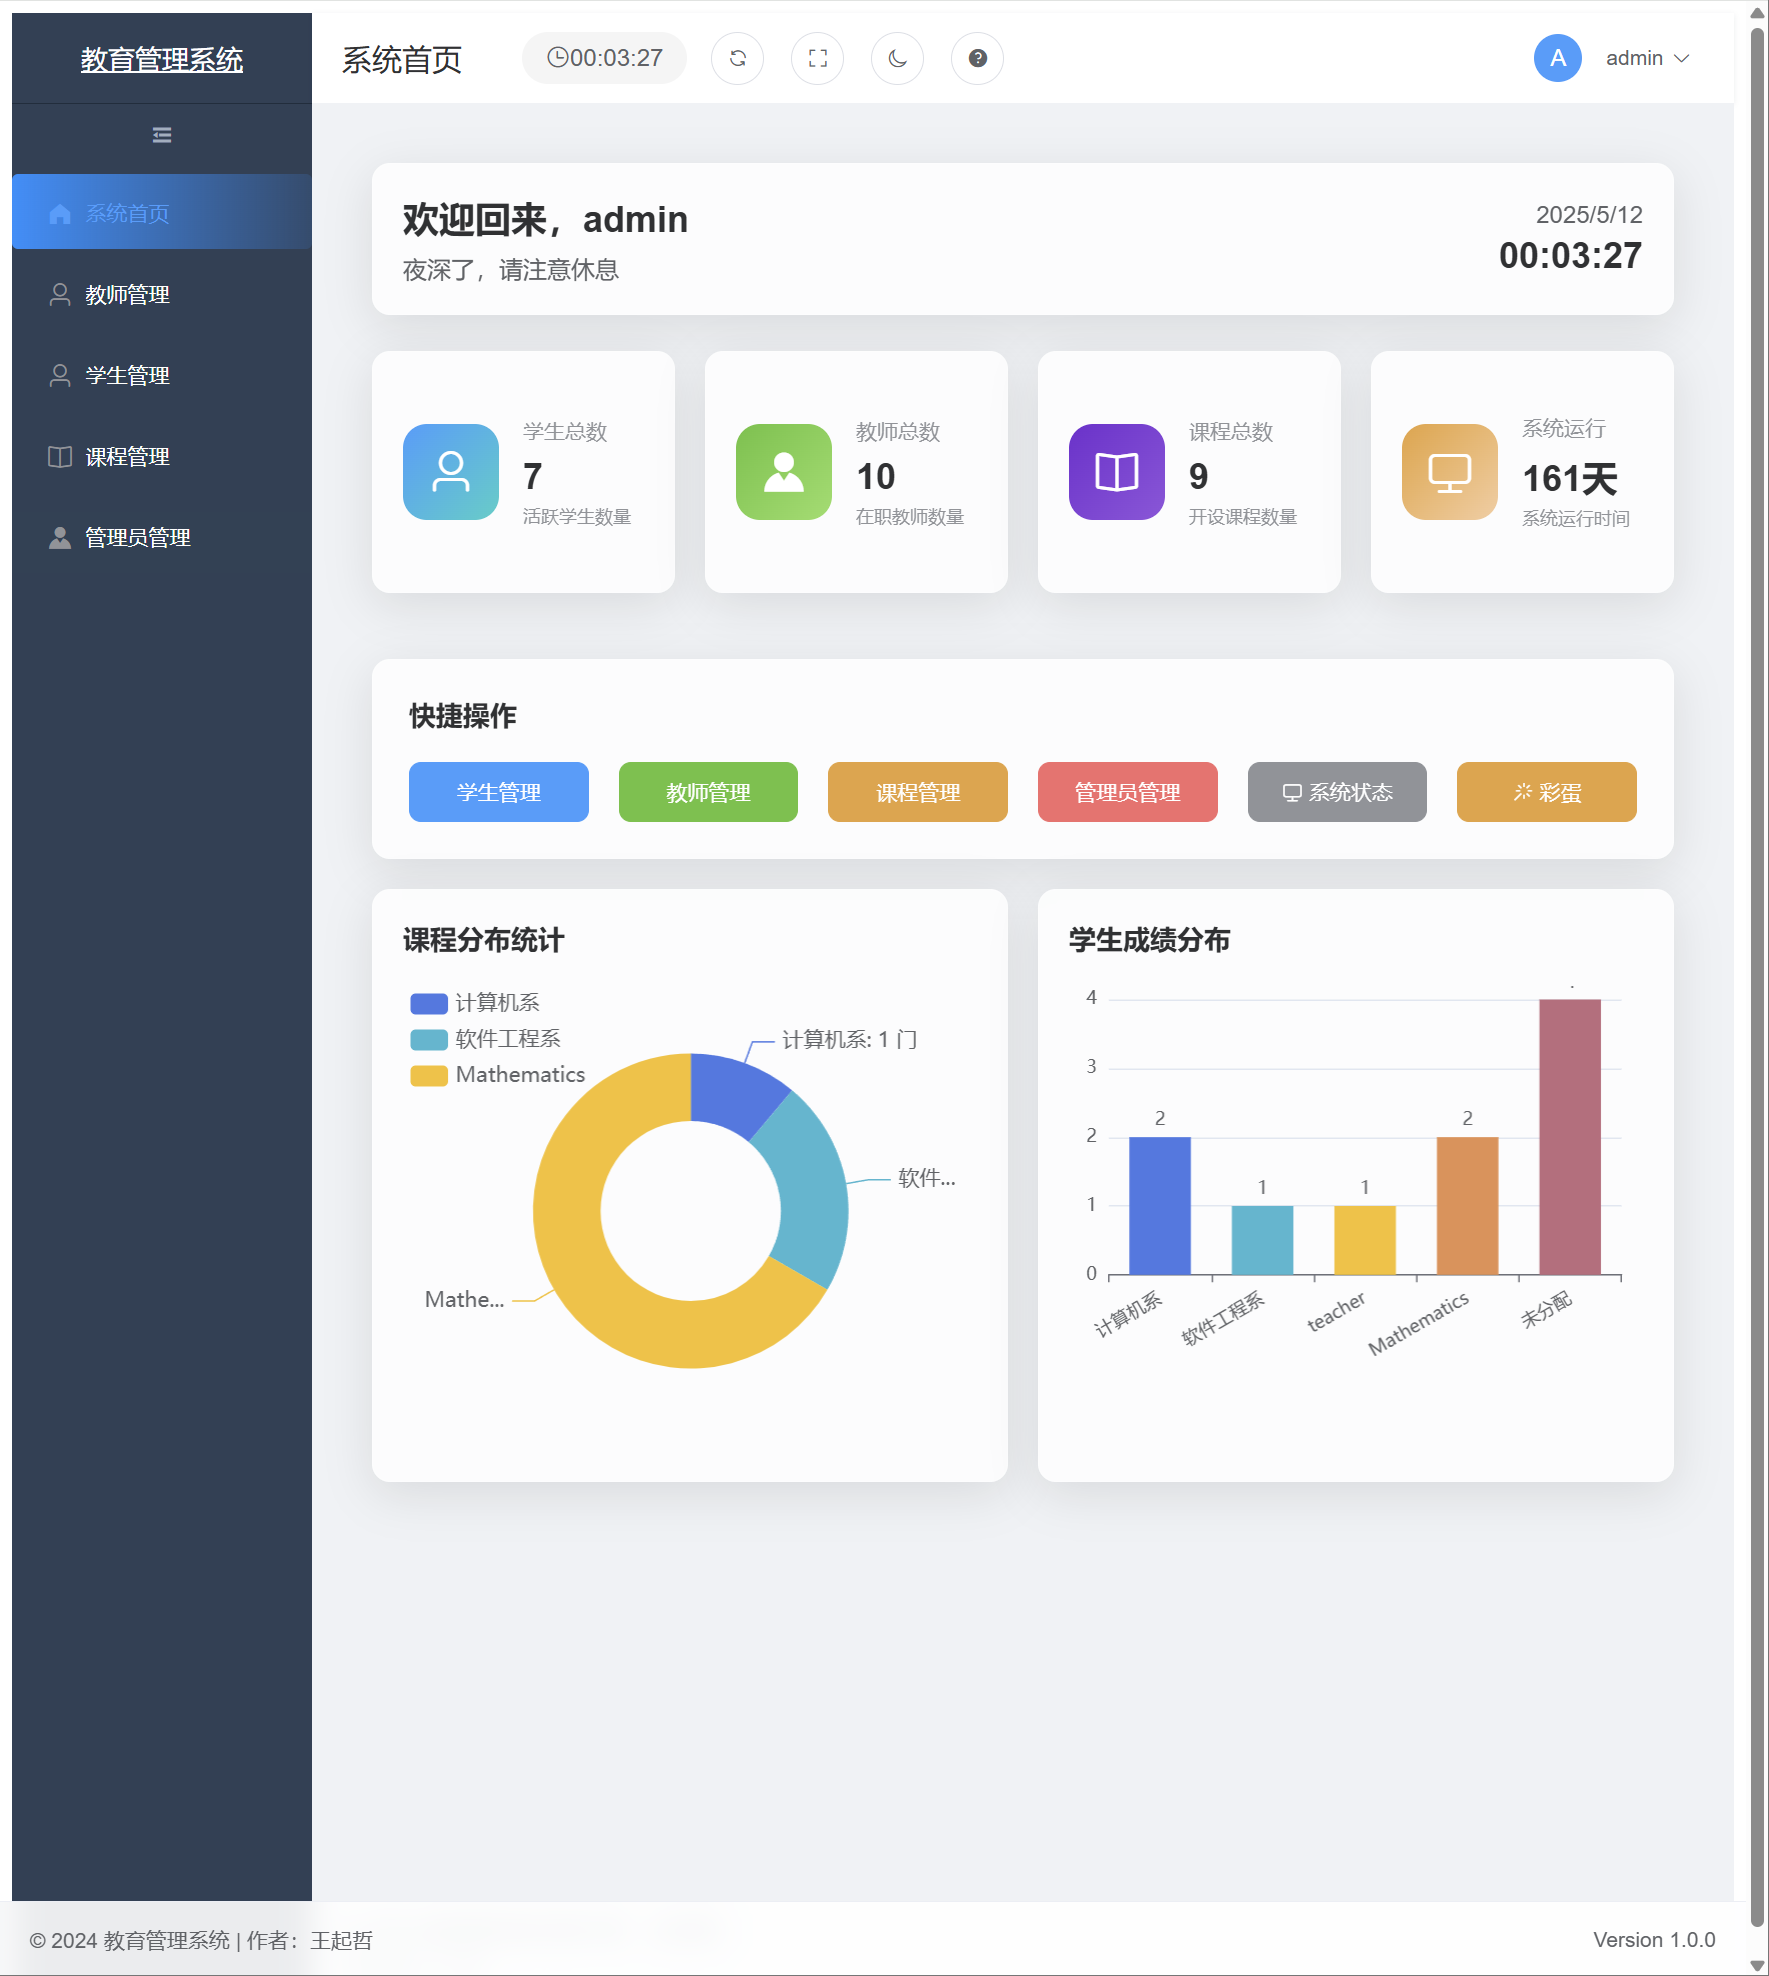 教育管理系统
系统首页
00:03:27
A
admin
系统首页
教师管理
学生管理
课程管理
管理员管理
欢迎回来，admin
夜深了，请注意休息
2025/5/12
00:03:27
学生总数
7
活跃学生数量
教师总数
10
在职教师数量
课程总数
9
开设课程数量
系统运行
161天
系统运行时间
快捷操作
学生管理
教师管理
课程管理
管理员管理
系统状态
彩蛋
课程分布统计
计算机系
软件工程系
Mathematics
计算机系: 1 门
软件...
Mathe...
学生成绩分布
4
3
2
1
0
2
1
1
2
计算机系
软件工程系
teacher
Mathematics
未分配
© 2024 教育管理系统 | 作者：王起哲
Version 1.0.0